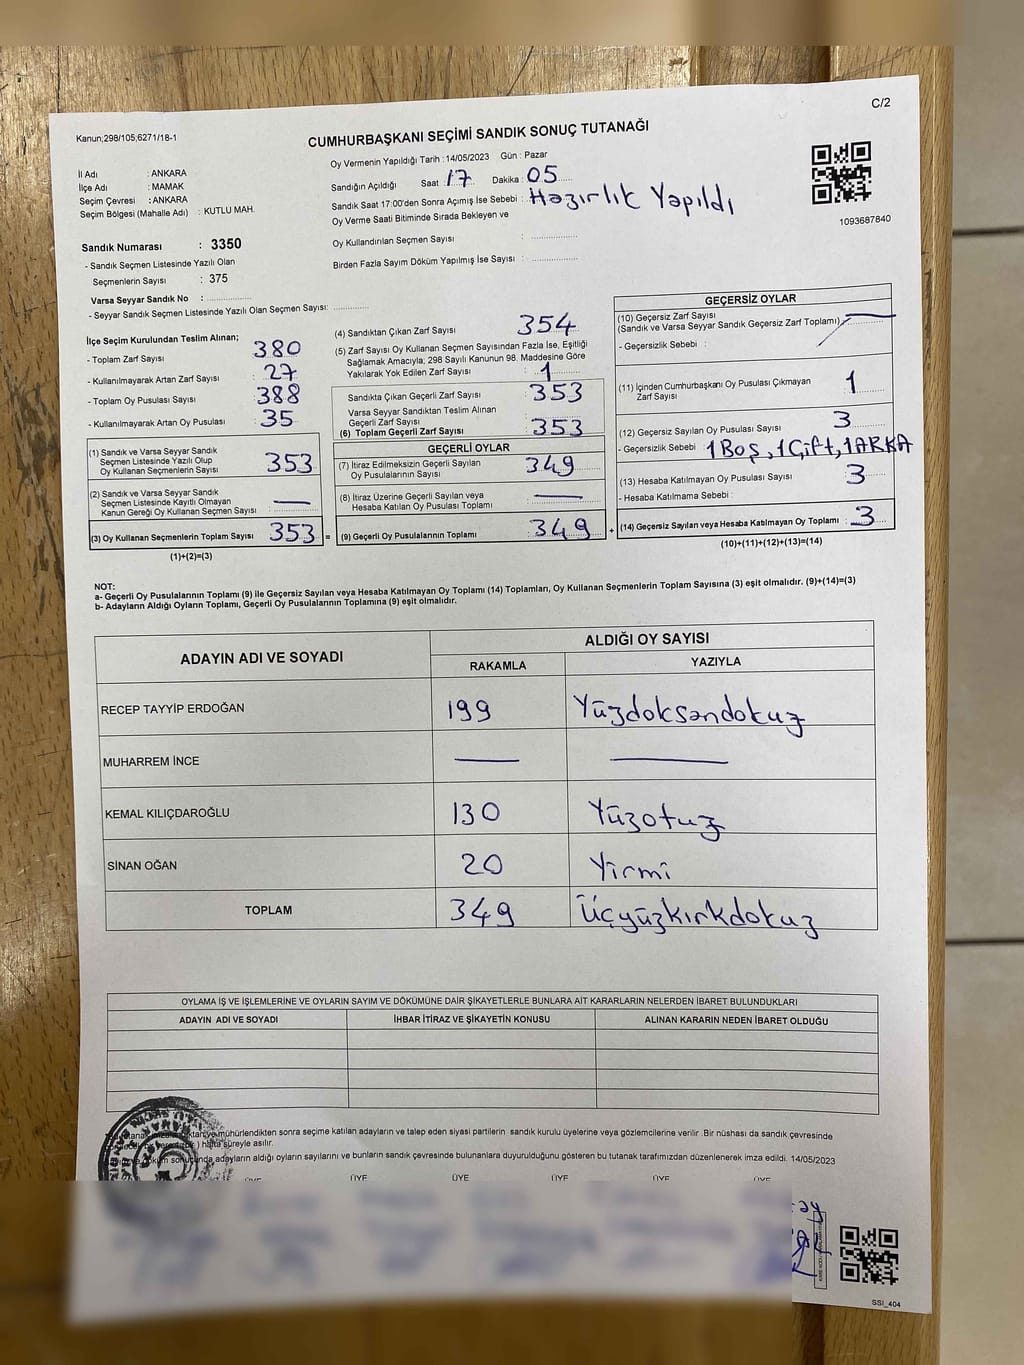 C/2
Kanun;298/105,6271/18-1
CUMHURBAŞKANI SEÇİMİ SANDIK SONUÇ TUTANAĞI
İl Adı : ANKARA
İlçe Adı : MAMAK
Seçim Çevresi : ANKARA
Seçim Bölgesi (Mahalle Adı) : KUTLU MAH.
Oy Vermenin Yapıldığı Tarih : 14/05/2023 Gün : Pazar
Sandığın Açıldığı Saat : 17 Dakika : 05
Sandık Saat 17:00'den Sonra Açılmış İse Sebebi : Hazırlık Yapıldı
Oy Verme Saati Bitiminde Sırada Bekleyen ve
Oy Kullandırılan Seçmen Sayısı :
Birden Fazla Sayım Döküm Yapılmış İse Sayısı :
1093687840
Sandık Numarası : 3350
- Sandık Seçmen Listesinde Yazılı Olan
Seçmenlerin Sayısı : 375
Varsa Seyyar Sandık No :
- Seyyar Sandık Seçmen Listesinde Yazılı Olan Seçmen Sayısı:
İlçe Seçim Kurulundan Teslim Alınan;
- Toplam Zarf Sayısı : 380
- Kullanılmayarak Artan Zarf Sayısı : 27
- Toplam Oy Pusulası Sayısı : 388
- Kullanılmayarak Artan Oy Pusulası : 35
(1) Sandık ve Varsa Seyyar Sandık
Seçmen Listesinde Yazılı Olup
Oy Kullanan Seçmenlerin Sayısı : 353
(2) Sandık ve Varsa Seyyar Sandık
Seçmen Listesinde Kayıtlı Olmayan
Kanun Gereği Oy Kullanan Seçmen Sayısı : —
(3) Oy Kullanan Seçmenlerin Toplam Sayısı : 353 =
(1)+(2)=(3)
(4) Sandıktan Çıkan Zarf Sayısı : 354
(5) Zarf Sayısı Oy Kullanan Seçmen Sayısından Fazla İse, Eşitliği
Sağlamak Amacıyla; 298 Sayılı Kanunun 98. Maddesine Göre
Yakılarak Yok Edilen Zarf Sayısı : 1
Sandıkta Çıkan Geçerli Zarf Sayısı : 353
Varsa Seyyar Sandıktan Teslim Alınan
Geçerli Zarf Sayısı :
(6) Toplam Geçerli Zarf Sayısı : 353
GEÇERLİ OYLAR
(7) İtiraz Edilmeksizin Geçerli Sayılan
Oy Pusulalarının Sayısı : 349
(8) İtiraz Üzerine Geçerli Sayılan veya
Hesaba Katılan Oy Pusulası Toplamı : —
(9) Geçerli Oy Pusulalarının Toplamı : 349 +
GEÇERSİZ OYLAR
(10) Geçersiz Zarf Sayısı
(Sandık ve Varsa Seyyar Sandık Geçersiz Zarf Toplamı) : —
- Geçersizlik Sebebi :
(11) İçinden Cumhurbaşkanı Oy Pusulası Çıkmayan
Zarf Sayısı : 1
(12) Geçersiz Sayılan Oy Pusulası Sayısı : 3
- Geçersizlik Sebebi : 1 Boş, 1 Çift, 1 ARKA
(13) Hesaba Katılmayan Oy Pusulası Sayısı : 3
- Hesaba Katılmama Sebebi :
(14) Geçersiz Sayılan veya Hesaba Katılmayan Oy Toplamı : 3
(10)+(11)+(12)+(13)=(14)
NOT:
a- Geçerli Oy Pusulalarının Toplamı (9) ile Geçersiz Sayılan veya Hesaba Katılmayan Oy Toplamı (14) Toplamları, Oy Kullanan Seçmenlerin Toplam Sayısına (3) eşit olmalıdır. (9)+(14)=(3)
b- Adayların Aldığı Oyların Toplamı, Geçerli Oy Pusulalarının Toplamına (9) eşit olmalıdır.
ADAYIN ADI VE SOYADI ALDIĞI OY SAYISI
RAKAMLA YAZIYLA
RECEP TAYYİP ERDOĞAN 199 Yüzdoksandokuz
MUHARREM İNCE — —
KEMAL KILIÇDAROĞLU 130 Yüzotuz
SİNAN OĞAN 20 Yirmi
TOPLAM 349 Üçyüzkırkdokuz
OYLAMA İŞ VE İŞLEMLERİNE VE OYLARIN SAYIM VE DÖKÜMÜNE DAİR ŞİKAYETLERLE BUNLARA AİT KARARLARIN NELERDEN İBARET BULUNDUKLARI
ADAYIN ADI VE SOYADI İHBAR İTİRAZ VE ŞİKAYETİN KONUSU ALINAN KARARIN NEDEN İBARET OLDUĞU
mühürlendikten sonra seçime katılan adayların ve talep eden siyasi partilerin sandık kurulu üyelerine veya gözlemcilerine verilir .Bir nüshası da sandık çevresinde
hafta süreyle asılır.
adayların aldığı oyların sayılarını ve bunların sandık çevresinde bulunanlara duyurulduğunu gösteren bu tutanak tarafımızdan düzenlenerek imza edildi. 14/05/2023
ÜYE ÜYE ÜYE ÜYE ÜYE ÜYE
SSI_404